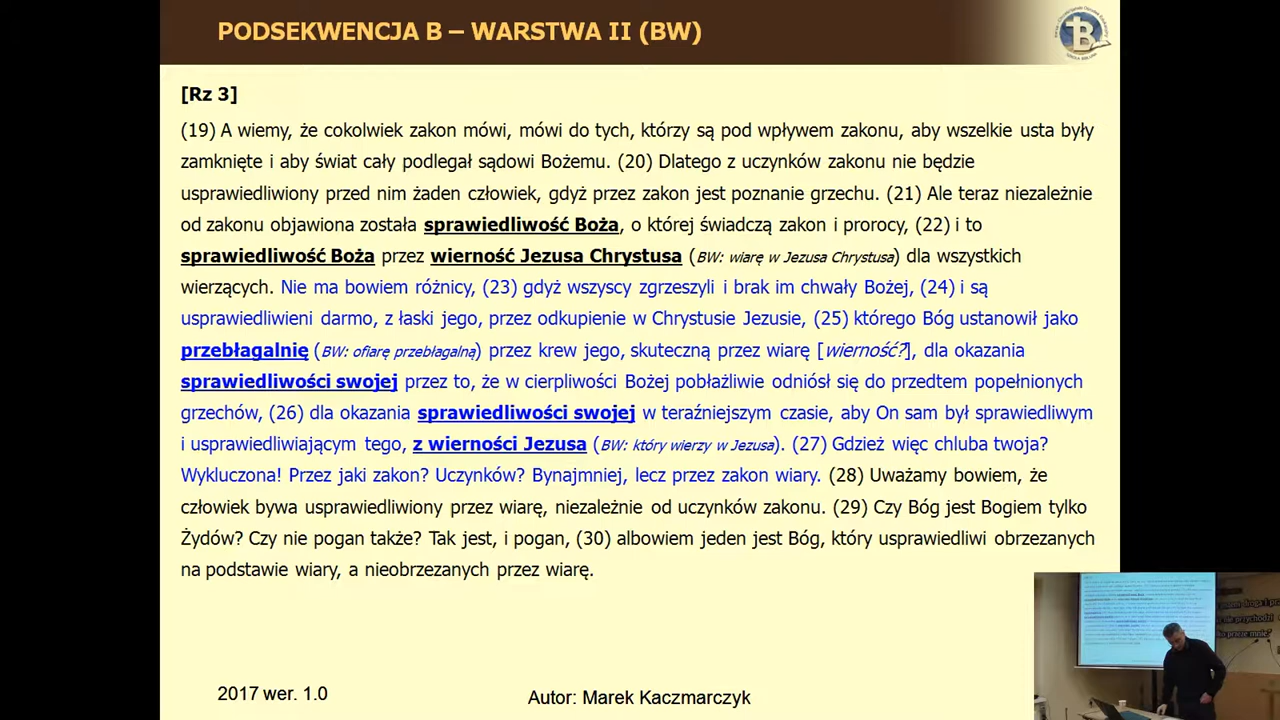 PODSEKWENCJA B – WARSTWA II (BW)
[Rz 3]
(19) A wiemy, że cokolwiek zakon mówi, mówi do tych, którzy są pod wpływem zakonu, aby wszelkie usta były
zamknięte i aby świat cały podlegał sądowi Bożemu. (20) Dlatego z uczynków zakonu nie będzie
usprawiedliwiony przed nim żaden człowiek, gdyż przez zakon jest poznanie grzechu. (21) Ale teraz niezależnie
od zakonu objawiona została sprawiedliwość Boża, o której świadczą zakon i prorocy, (22) i to
sprawiedliwość Boża przez wierność Jezusa Chrystusa (BW: wiarę w Jezusa Chrystusa) dla wszystkich
wierzących. Nie ma bowiem różnicy, (23) gdyż wszyscy zgrzeszyli i brak im chwały Bożej, (24) i są
usprawiedliwieni darmo, z łaski jego, przez odkupienie w Chrystusie Jezusie, (25) którego Bóg ustanowił jako
przebłagalnię (BW: ofiarę przebłagalną) przez krew jego, skuteczną przez wiarę [wierność?], dla okazania
sprawiedliwości swojej przez to, że w cierpliwości Bożej pobłażliwie odniósł się do przedtem popełnionych
grzechów, (26) dla okazania sprawiedliwości swojej w teraźniejszym czasie, aby On sam był sprawiedliwym
i usprawiedliwiającym tego, z wierności Jezusa (BW: który wierzy w Jezusa). (27) Gdzież więc chluba twoja?
Wykluczona! Przez jaki zakon? Uczynków? Bynajmniej, lecz przez zakon wiary. (28) Uważamy bowiem, że
człowiek bywa usprawiedliwiony przez wiarę, niezależnie od uczynków zakonu. (29) Czy Bóg jest Bogiem tylko
Żydów? Czy nie pogan także? Tak jest, i pogan, (30) albowiem jeden jest Bóg, który usprawiedliwi obrzezanych
na podstawie wiary, a nieobrzezanych przez wiarę.
2017 wer. 1.0
Autor: Marek Kaczmarczyk